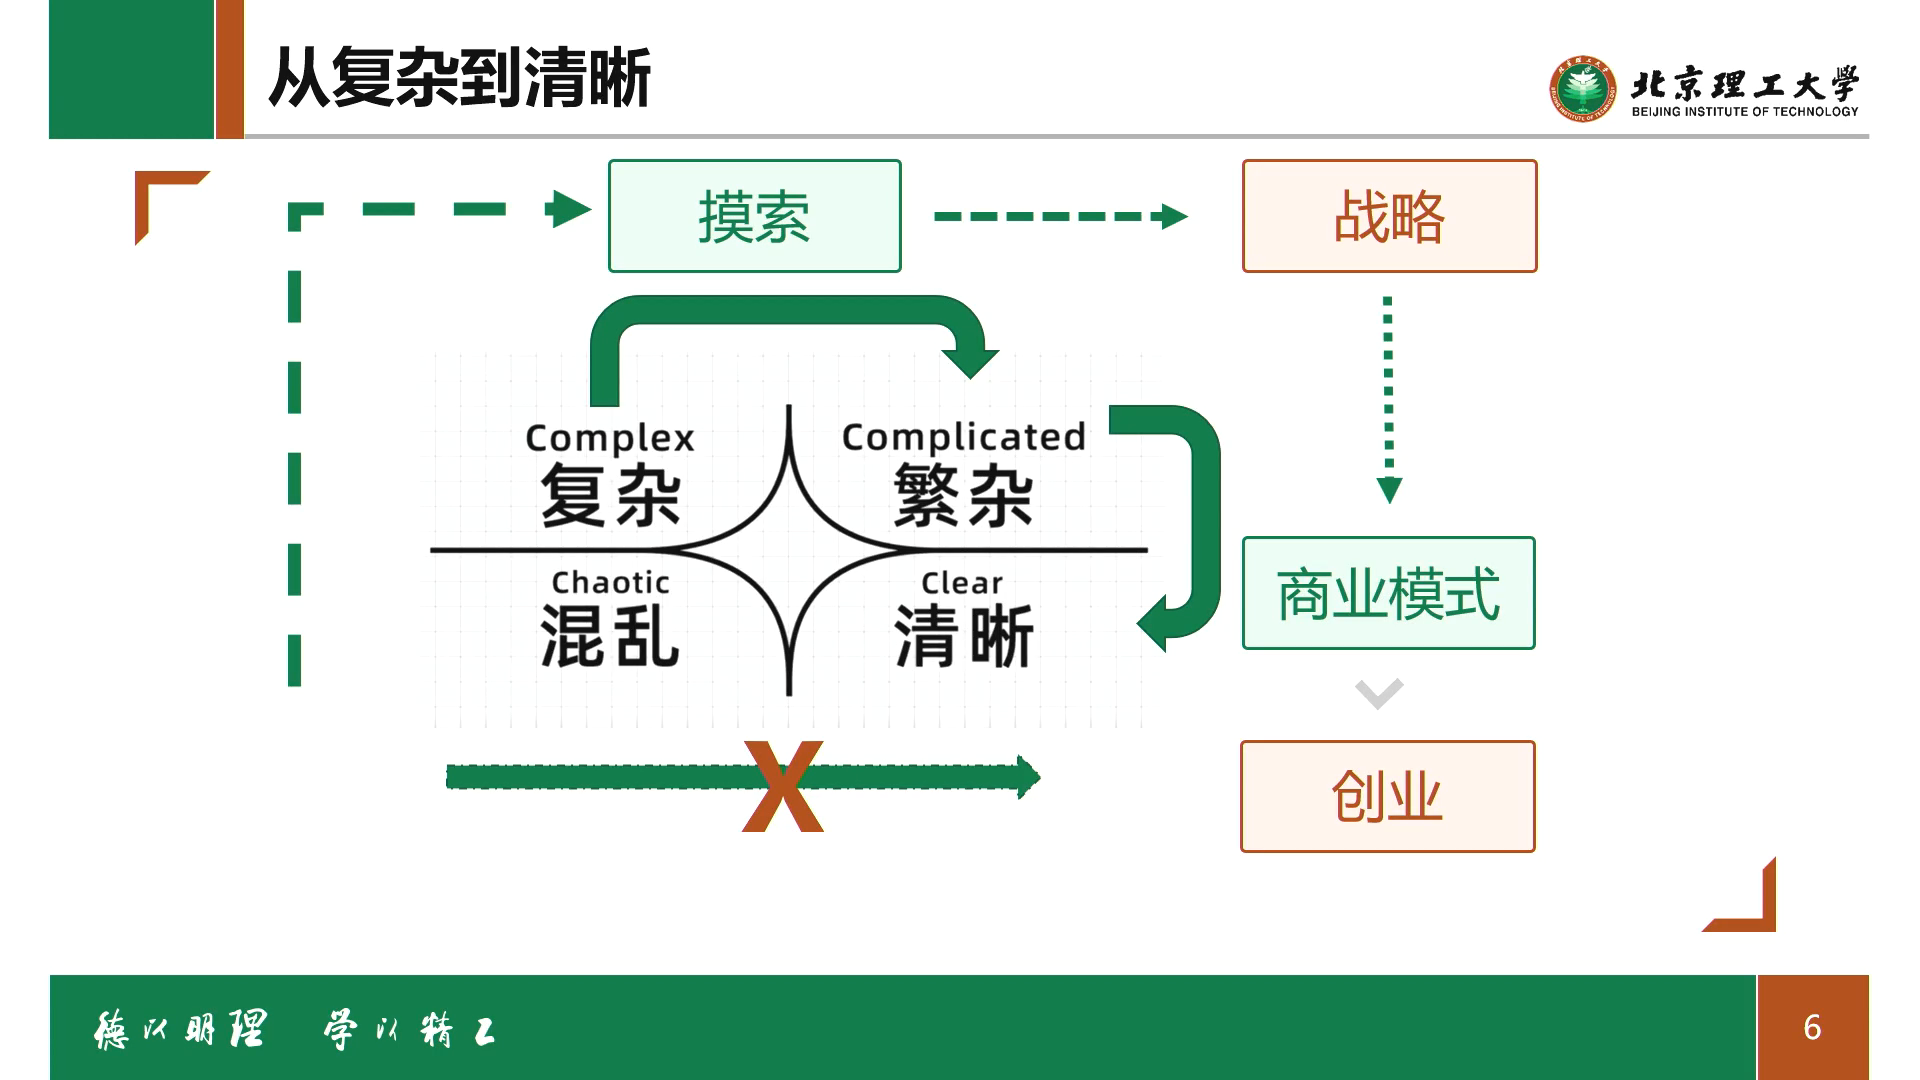 从复杂到清晰
北京理工大学
BEIJING INSTITUTE OF TECHNOLOGY
摸索
战略
Complex
复杂
Complicated
繁杂
Chaotic
混乱
Clear
清晰
商业模式
X
创业
德以明理 学以精工
6